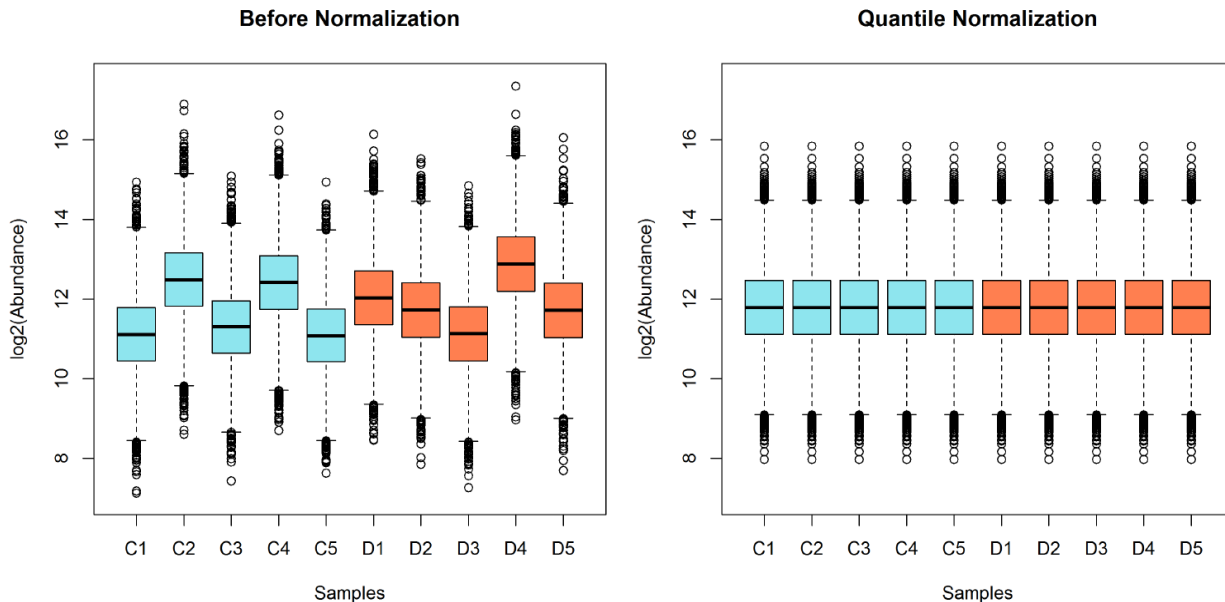 Before Normalization
log2(Abundance)
16
14
12
10
8
C1 C2 C3 C4 C5 D1 D2 D3 D4 D5
Samples
Quantile Normalization
log2(Abundance)
16
14
12
10
8
C1 C2 C3 C4 C5 D1 D2 D3 D4 D5
Samples